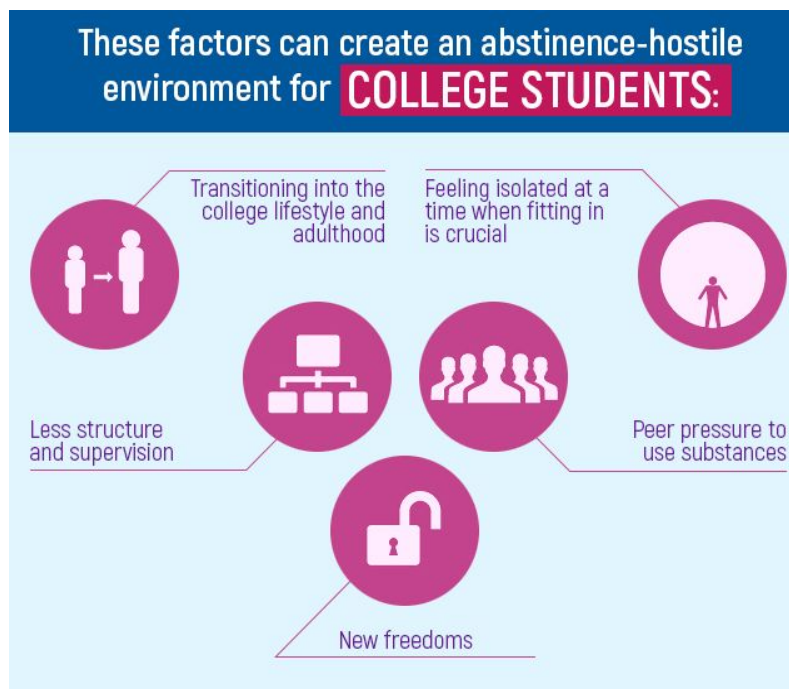 These factors can create an abstinence-hostile
environment for COLLEGE STUDENTS:
Transitioning into the
college lifestyle and
adulthood
Feeling isolated at a
time when fitting in
is crucial
Less structure
and supervision
Peer pressure to
use substances
New freedoms